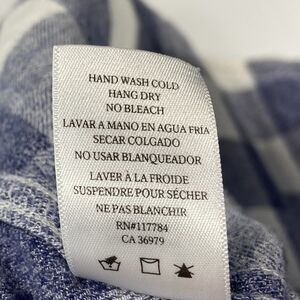 HAND WASH COLD
HANG DRY
NO BLEACH
LAVAR A MANO EN AGUA FRÍA
SECAR COLGADO
NO USAR BLANQUEADOR
LAVER À LA FROIDE
SUSPENDRE POUR SÉCHER
NE PAS BLANCHIR
RN#117784
CA 36979